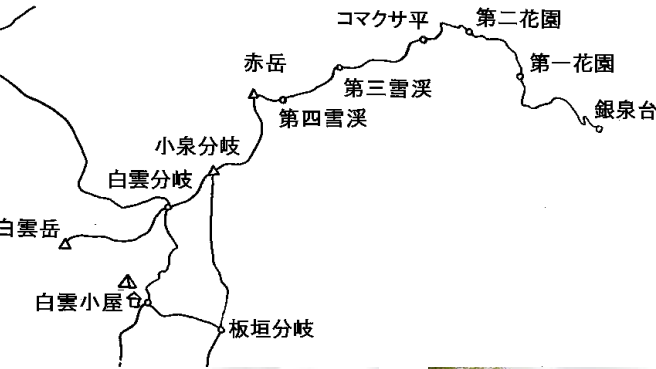 コマクサ平
第二花園
第一花園
赤岳
第三雪渓
銀泉台
第四雪渓
小泉分岐
白雲分岐
白雲岳
白雲小屋
板垣分岐